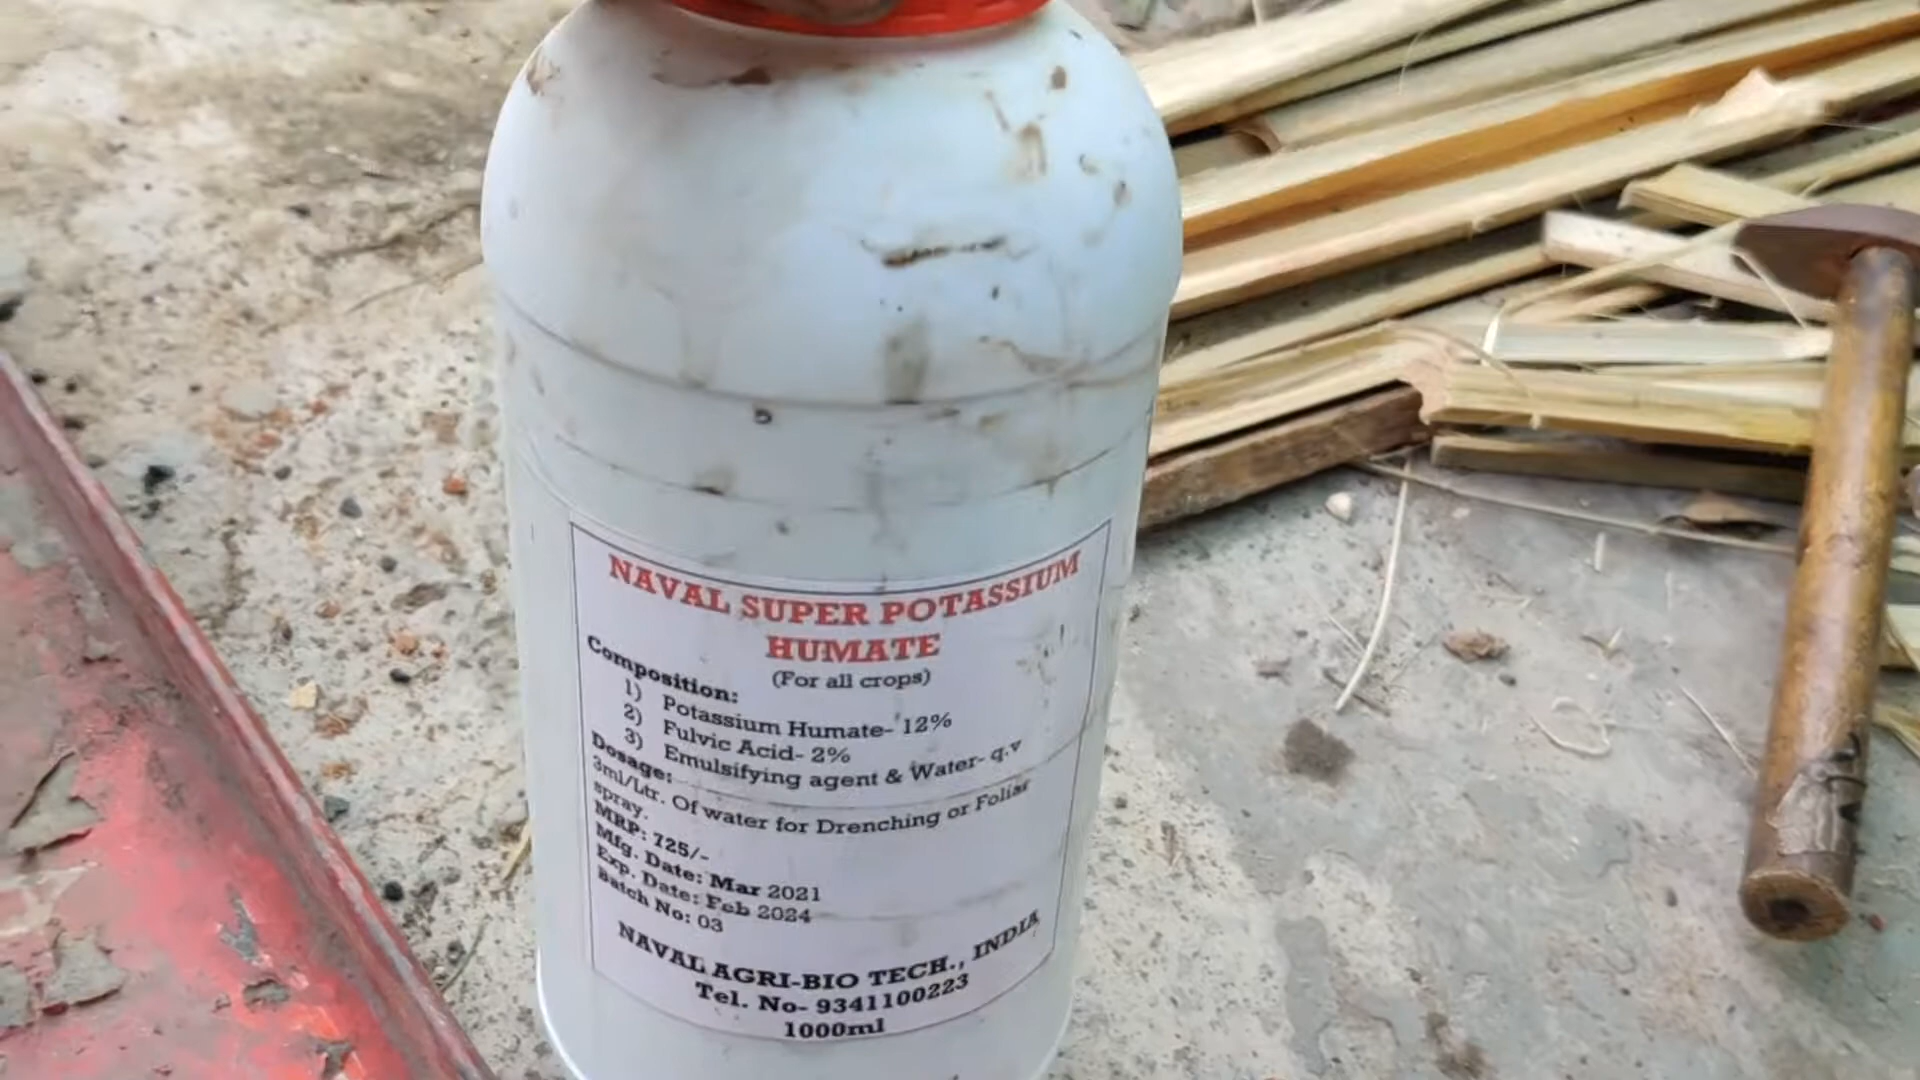 NAVAL SUPER POTASSIUM
HUMATE
(For all crops)
Composition:
1) Potassium Humate- 12%
2) Fulvic Acid- 2%
3) Emulsifying agent & Water- q.v
Dosage:
3ml/Ltr. Of water for Drenching or Foliar
spray.
MRP: 725/-
Mfg. Date: Mar 2021
Exp. Date: Feb 2024
Batch No: 03
NAVAL AGRI-BIO TECH., INDIA
Tel. No- 9341100223
1000ml